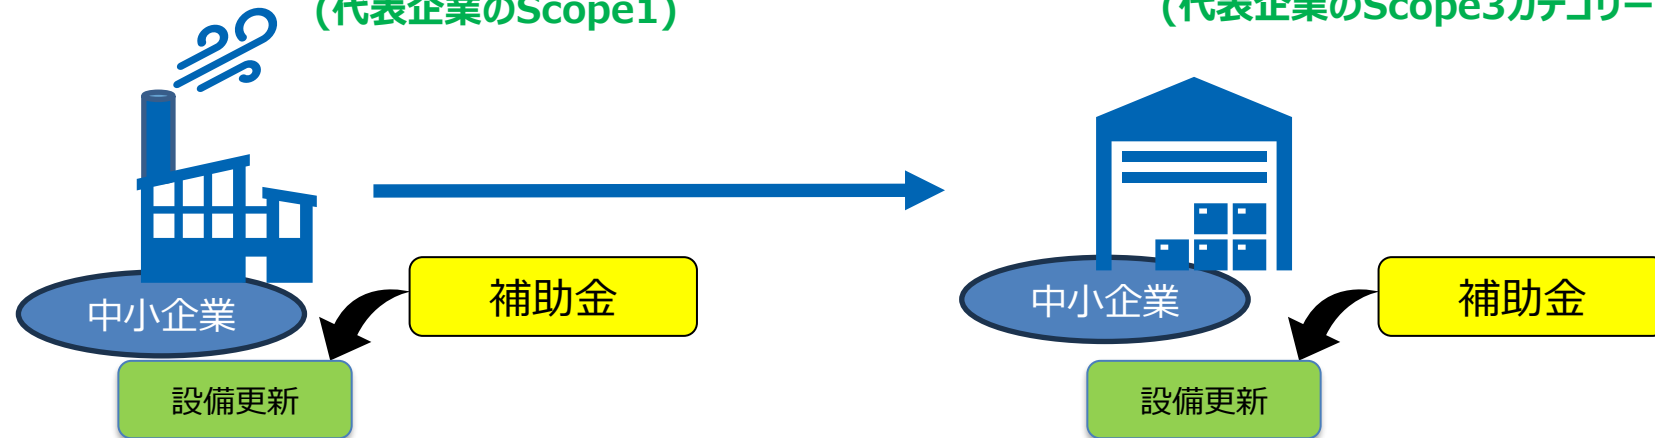 (代表企業のScope1)
(代表企業のScope3カテゴリー
中小企業
補助金
設備更新
中小企業
補助金
設備更新